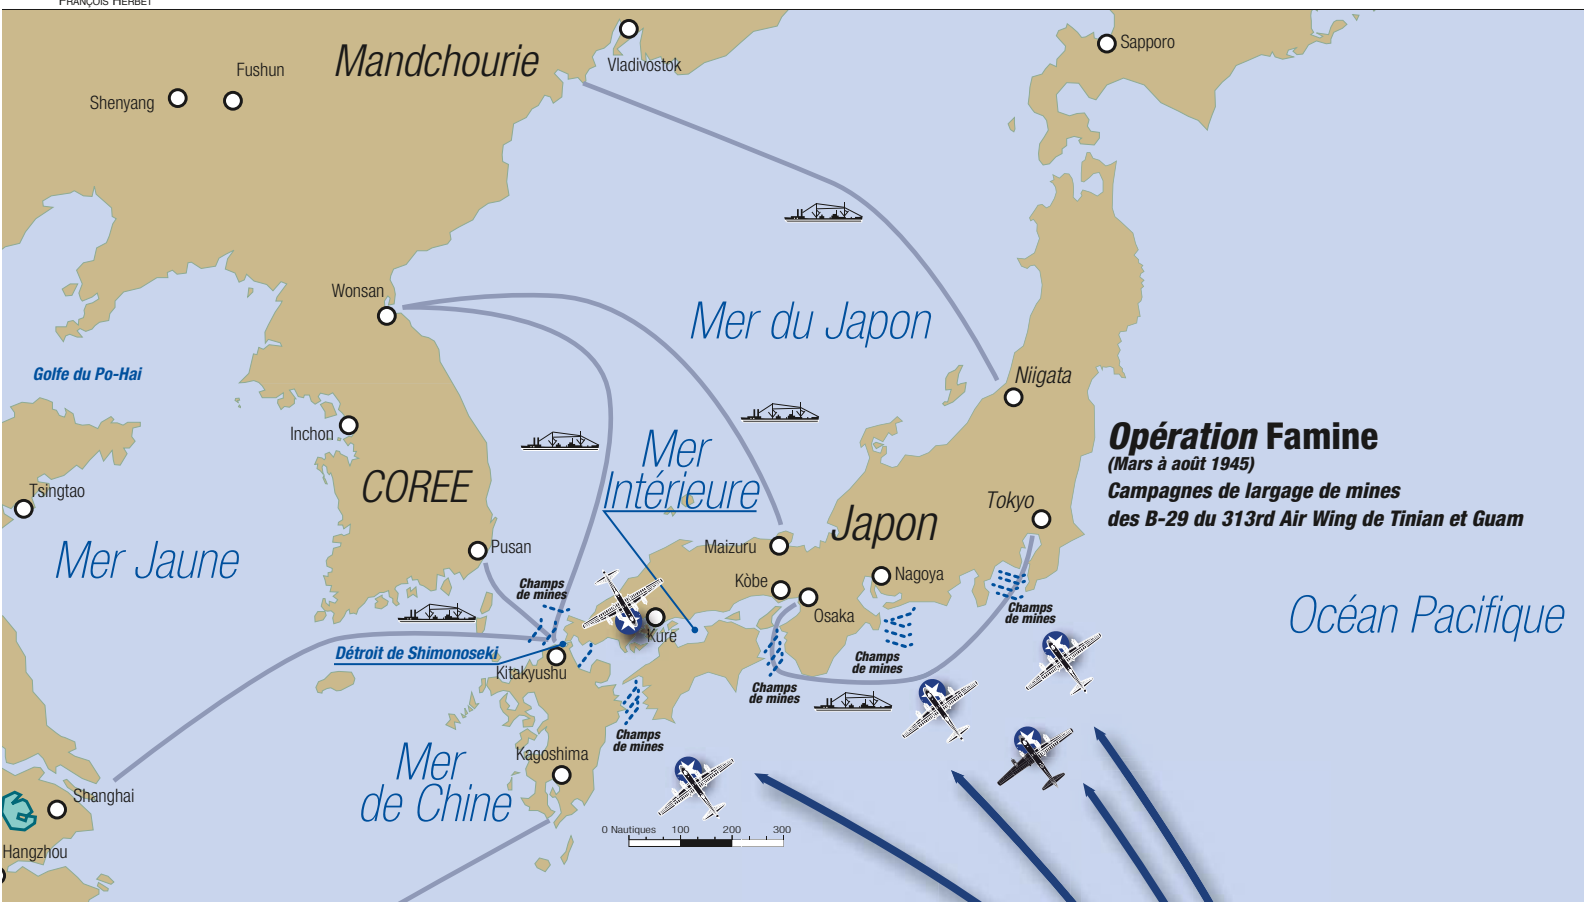 FRANÇOIS HERBET
Mandchourie
Vladivostok
Sapporo
Fushun
Shenyang
Wonsan
Mer du Japon
Golfe du Po-Hai
Niigata
Inchon
Opération Famine
(Mars à août 1945)
Campagnes de largage de mines
des B-29 du 313rd Air Wing de Tinian et Guam
Mer
Intérieure
COREE
Tsingtao
Tokyo
Japon
Mer Jaune
Pusan
Maizuru
Nagoya
Kòbe
Osaka
Champs
de mines
Champs
de mines
Océan Pacifique
Kure
Détroit de Shimonoseki
Kitakyushu
Champs
de mines
Champs
de mines
Champs
de mines
Mer
de Chine
Kagoshima
Shanghai
Hangzhou
0 Nautiques 100 200 300